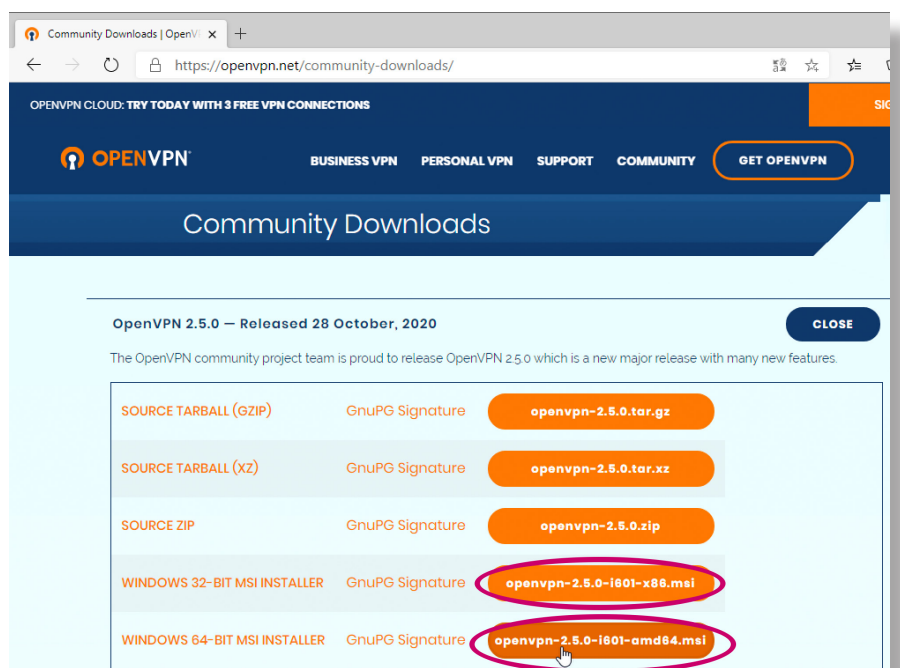 Community Downloads | OpenV
https://openvpn.net/community-downloads/
OPENVPN CLOUD: TRY TODAY WITH 3 FREE VPN CONNECTIONS
SIG
OPENVPN
BUSINESS VPN PERSONAL VPN SUPPORT COMMUNITY GET OPENVPN
Community Downloads
OpenVPN 2.5.0 — Released 28 October, 2020 CLOSE
The OpenVPN community project team is proud to release OpenVPN 2.5.0 which is a new major release with many new features.
SOURCE TARBALL (GZIP) GnuPG Signature openvpn-2.5.0.tar.gz
SOURCE TARBALL (XZ) GnuPG Signature openvpn-2.5.0.tar.xz
SOURCE ZIP GnuPG Signature openvpn-2.5.0.zip
WINDOWS 32-BIT MSI INSTALLER GnuPG Signature openvpn-2.5.0-i601-x86.msi
WINDOWS 64-BIT MSI INSTALLER GnuPG Signature openvpn-2.5.0-i601-amd64.msi